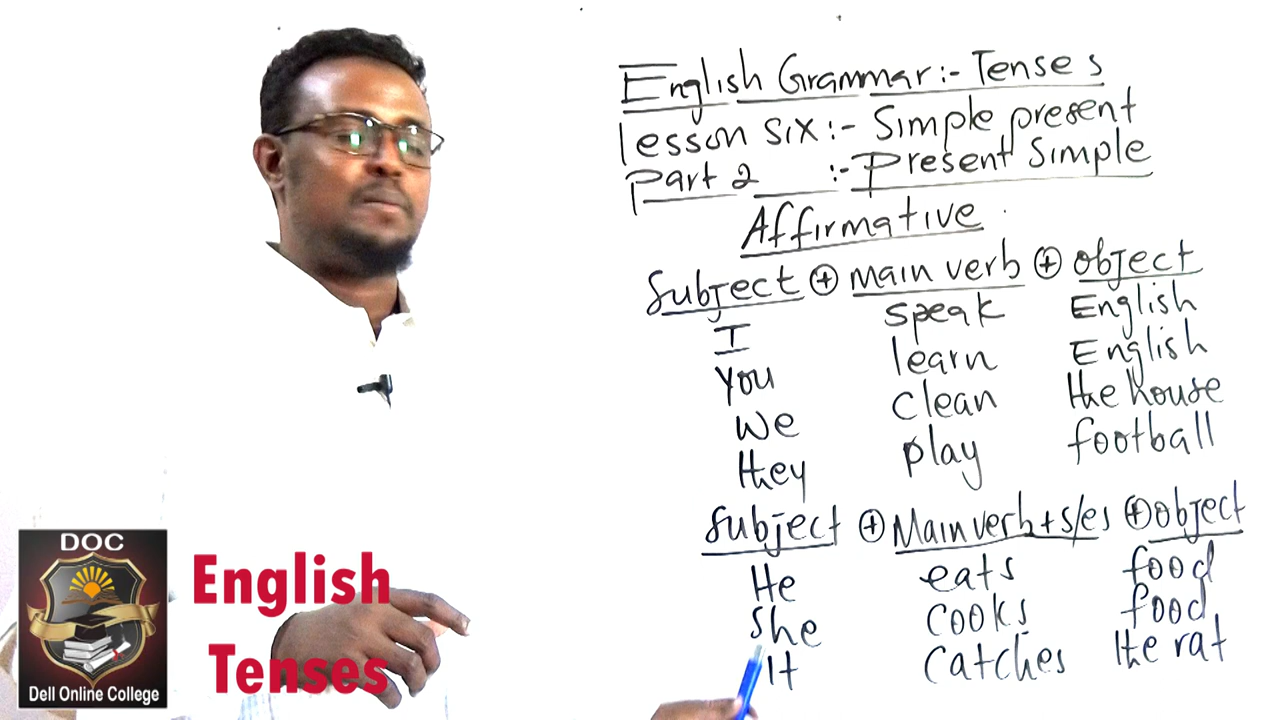 English Grammar:- Tenses
lesson six:- Simple present
Part 2 :- Present Simple
Affirmative
Subject + main verb + object
I speak English
you learn English
we clean the house
they play football
Subject + Main verb + s/es + object
He eats food
She cooks food
It catches the rat
DOC
Dell Online College
English
Tenses